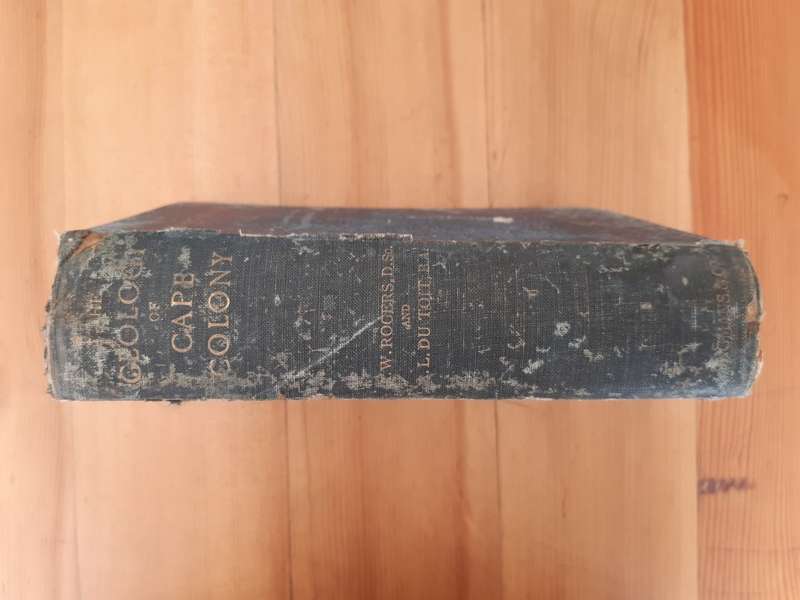 THE
GEOLOGY
OF
CAPE
COLONY
W. ROGERS, D.Sc.
AND
L. DU TOIT, B.A.